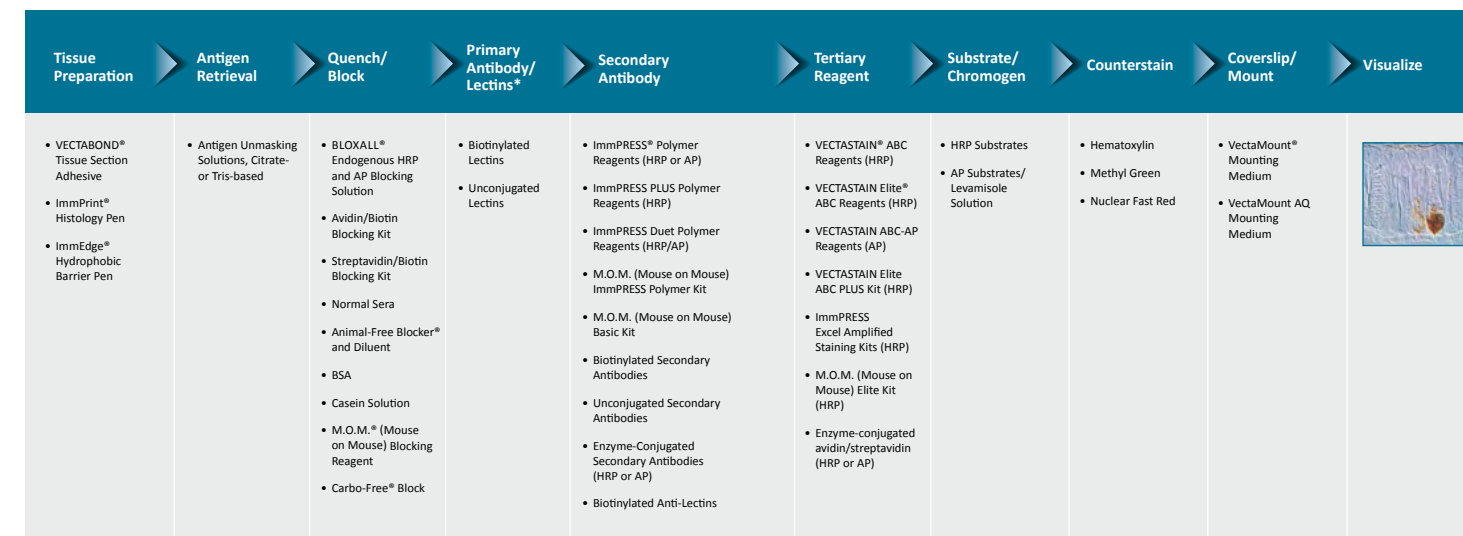 Tissue
Preparation
Antigen
Retrieval
Quench/
Block
Primary
Antibody/
Lectins*
Secondary
Antibody
Tertiary
Reagent
Substrate/
Chromogen
Counterstain
Coverslip/
Mount
Visualize
• VECTABOND®
Tissue Section
Adhesive
• ImmPrint®
Histology Pen
• ImmEdge®
Hydrophobic
Barrier Pen
• Antigen Unmasking
Solutions, Citrate-
or Tris-based
• BLOXALL®
Endogenous HRP
and AP Blocking
Solution
• Avidin/Biotin
Blocking Kit
• Streptavidin/Biotin
Blocking Kit
• Normal Sera
• Animal-Free Blocker®
and Diluent
• BSA
• Casein Solution
• M.O.M.® (Mouse
on Mouse) Blocking
Reagent
• Carbo-Free® Block
• Biotinylated
Lectins
• Unconjugated
Lectins
• ImmPRESS® Polymer
Reagents (HRP or AP)
• ImmPRESS PLUS Polymer
Reagents (HRP)
• ImmPRESS Duet Polymer
Reagents (HRP/AP)
• M.O.M. (Mouse on Mouse)
ImmPRESS Polymer Kit
• M.O.M. (Mouse on Mouse)
Basic Kit
• Biotinylated Secondary
Antibodies
• Unconjugated Secondary
Antibodies
• Enzyme-Conjugated
Secondary Antibodies
(HRP or AP)
• Biotinylated Anti-Lectins
• VECTASTAIN® ABC
Reagents (HRP)
• VECTASTAIN Elite®
ABC Reagents (HRP)
• VECTASTAIN ABC-AP
Reagents (AP)
• VECTASTAIN Elite
ABC PLUS Kit (HRP)
• ImmPRESS
Excel Amplified
Staining Kits (HRP)
• M.O.M. (Mouse on
Mouse) Elite Kit
(HRP)
• Enzyme-conjugated
avidin/streptavidin
(HRP or AP)
• HRP Substrates
• AP Substrates/
Levamisole
Solution
• Hematoxylin
• Methyl Green
• Nuclear Fast Red
• VectaMount®
Mounting
Medium
• VectaMount AQ
Mounting
Medium